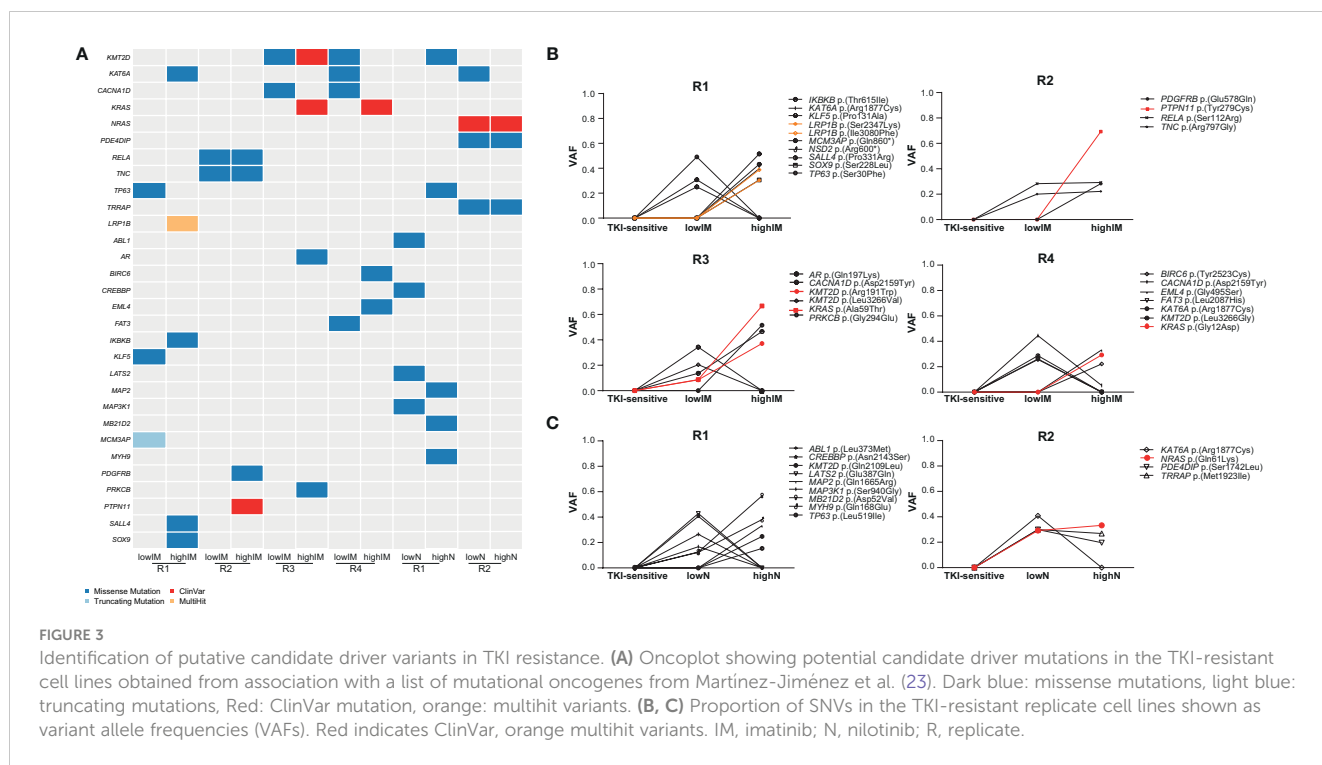 A
KMT2D
KAT6A
CACNA1D
KRAS
NRAS
PDE4DIP
RELA
TNC
TP63
TRRAP
LRP1B
ABL1
AR
BIRC6
CREBBP
EML4
FAT3
IKBKB
KLF5
LATS2
MAP2
MAP3K1
MB21D2
MCM3AP
MYH9
PDGFRB
PRKCB
PTPN11
SALL4
SOX9
lowIM highIM lowIM highIM lowIM highIM lowIM highIM lowN highN lowN highN
R1 R2 R3 R4 R1 R2
Missense Mutation ClinVar
Truncating Mutation MultiHit
B
R1
VAF
1.0
0.8
0.6
0.4
0.2
0.0
TKI-sensitive lowIM highIM
IKBKB p.(Thr615Ile)
KAT6A p.(Arg1877Cys)
KLF5 p.(Pro131Ala)
LRP1B p.(Ser2347Lys)
LRP1B p.(Ile3080Phe)
MCM3AP p.(Gln860*)
NSD2 p.(Arg600*)
SALL4 p.(Pro331Arg)
SOX9 p.(Ser228Leu)
TP63 p.(Ser30Phe)
R2
VAF
1.0
0.8
0.6
0.4
0.2
0.0
TKI-sensitive lowIM highIM
PDGFRB p.(Glu578Gln)
PTPN11 p.(Tyr279Cys)
RELA p.(Ser112Arg)
TNC p.(Arg797Gly)
R3
VAF
1.0
0.8
0.6
0.4
0.2
0.0
TKI-sensitive lowIM highIM
AR p.(Gln197Lys)
CACNA1D p.(Asp2159Tyr)
KMT2D p.(Arg191Trp)
KMT2D p.(Leu3266Val)
KRAS p.(Ala59Thr)
PRKCB p.(Gly294Glu)
R4
VAF
1.0
0.8
0.6
0.4
0.2
0.0
TKI-sensitive lowIM highIM
BIRC6 p.(Tyr2523Cys)
CACNA1D p.(Asp2159Tyr)
EML4 p.(Gly495Ser)
FAT3 p.(Leu2087His)
KAT6A p.(Arg1877Cys)
KMT2D p.(Leu3266Gly)
KRAS p.(Gly12Asp)
C
R1
VAF
1.0
0.8
0.6
0.4
0.2
0.0
TKI-sensitive lowN highN
ABL1 p.(Leu373Met)
CREBBP p.(Asn2143Ser)
KMT2D p.(Gln2109Leu)
LATS2 p.(Glu387Gln)
MAP2 p.(Gln1665Arg)
MAP3K1 p.(Ser940Gly)
MB21D2 p.(Asp52Val)
MYH9 p.(Gln168Glu)
TP63 p.(Leu519Ile)
R2
VAF
1.0
0.8
0.6
0.4
0.2
0.0
TKI-sensitive lowN highN
KAT6A p.(Arg1877Cys)
NRAS p.(Gln61Lys)
PDE4DIP p.(Ser1742Leu)
TRRAP p.(Met1923Ile)
FIGURE 3
Identification of putative candidate driver variants in TKI resistance. (A) Oncoplot showing potential candidate driver mutations in the TKI-resistant
cell lines obtained from association with a list of mutational oncogenes from Martínez-Jiménez et al. (23). Dark blue: missense mutations, light blue:
truncating mutations, Red: ClinVar mutation, orange: multihit variants. (B, C) Proportion of SNVs in the TKI-resistant replicate cell lines shown as
variant allele frequencies (VAFs). Red indicates ClinVar, orange multihit variants. IM, imatinib; N, nilotinib; R, replicate.